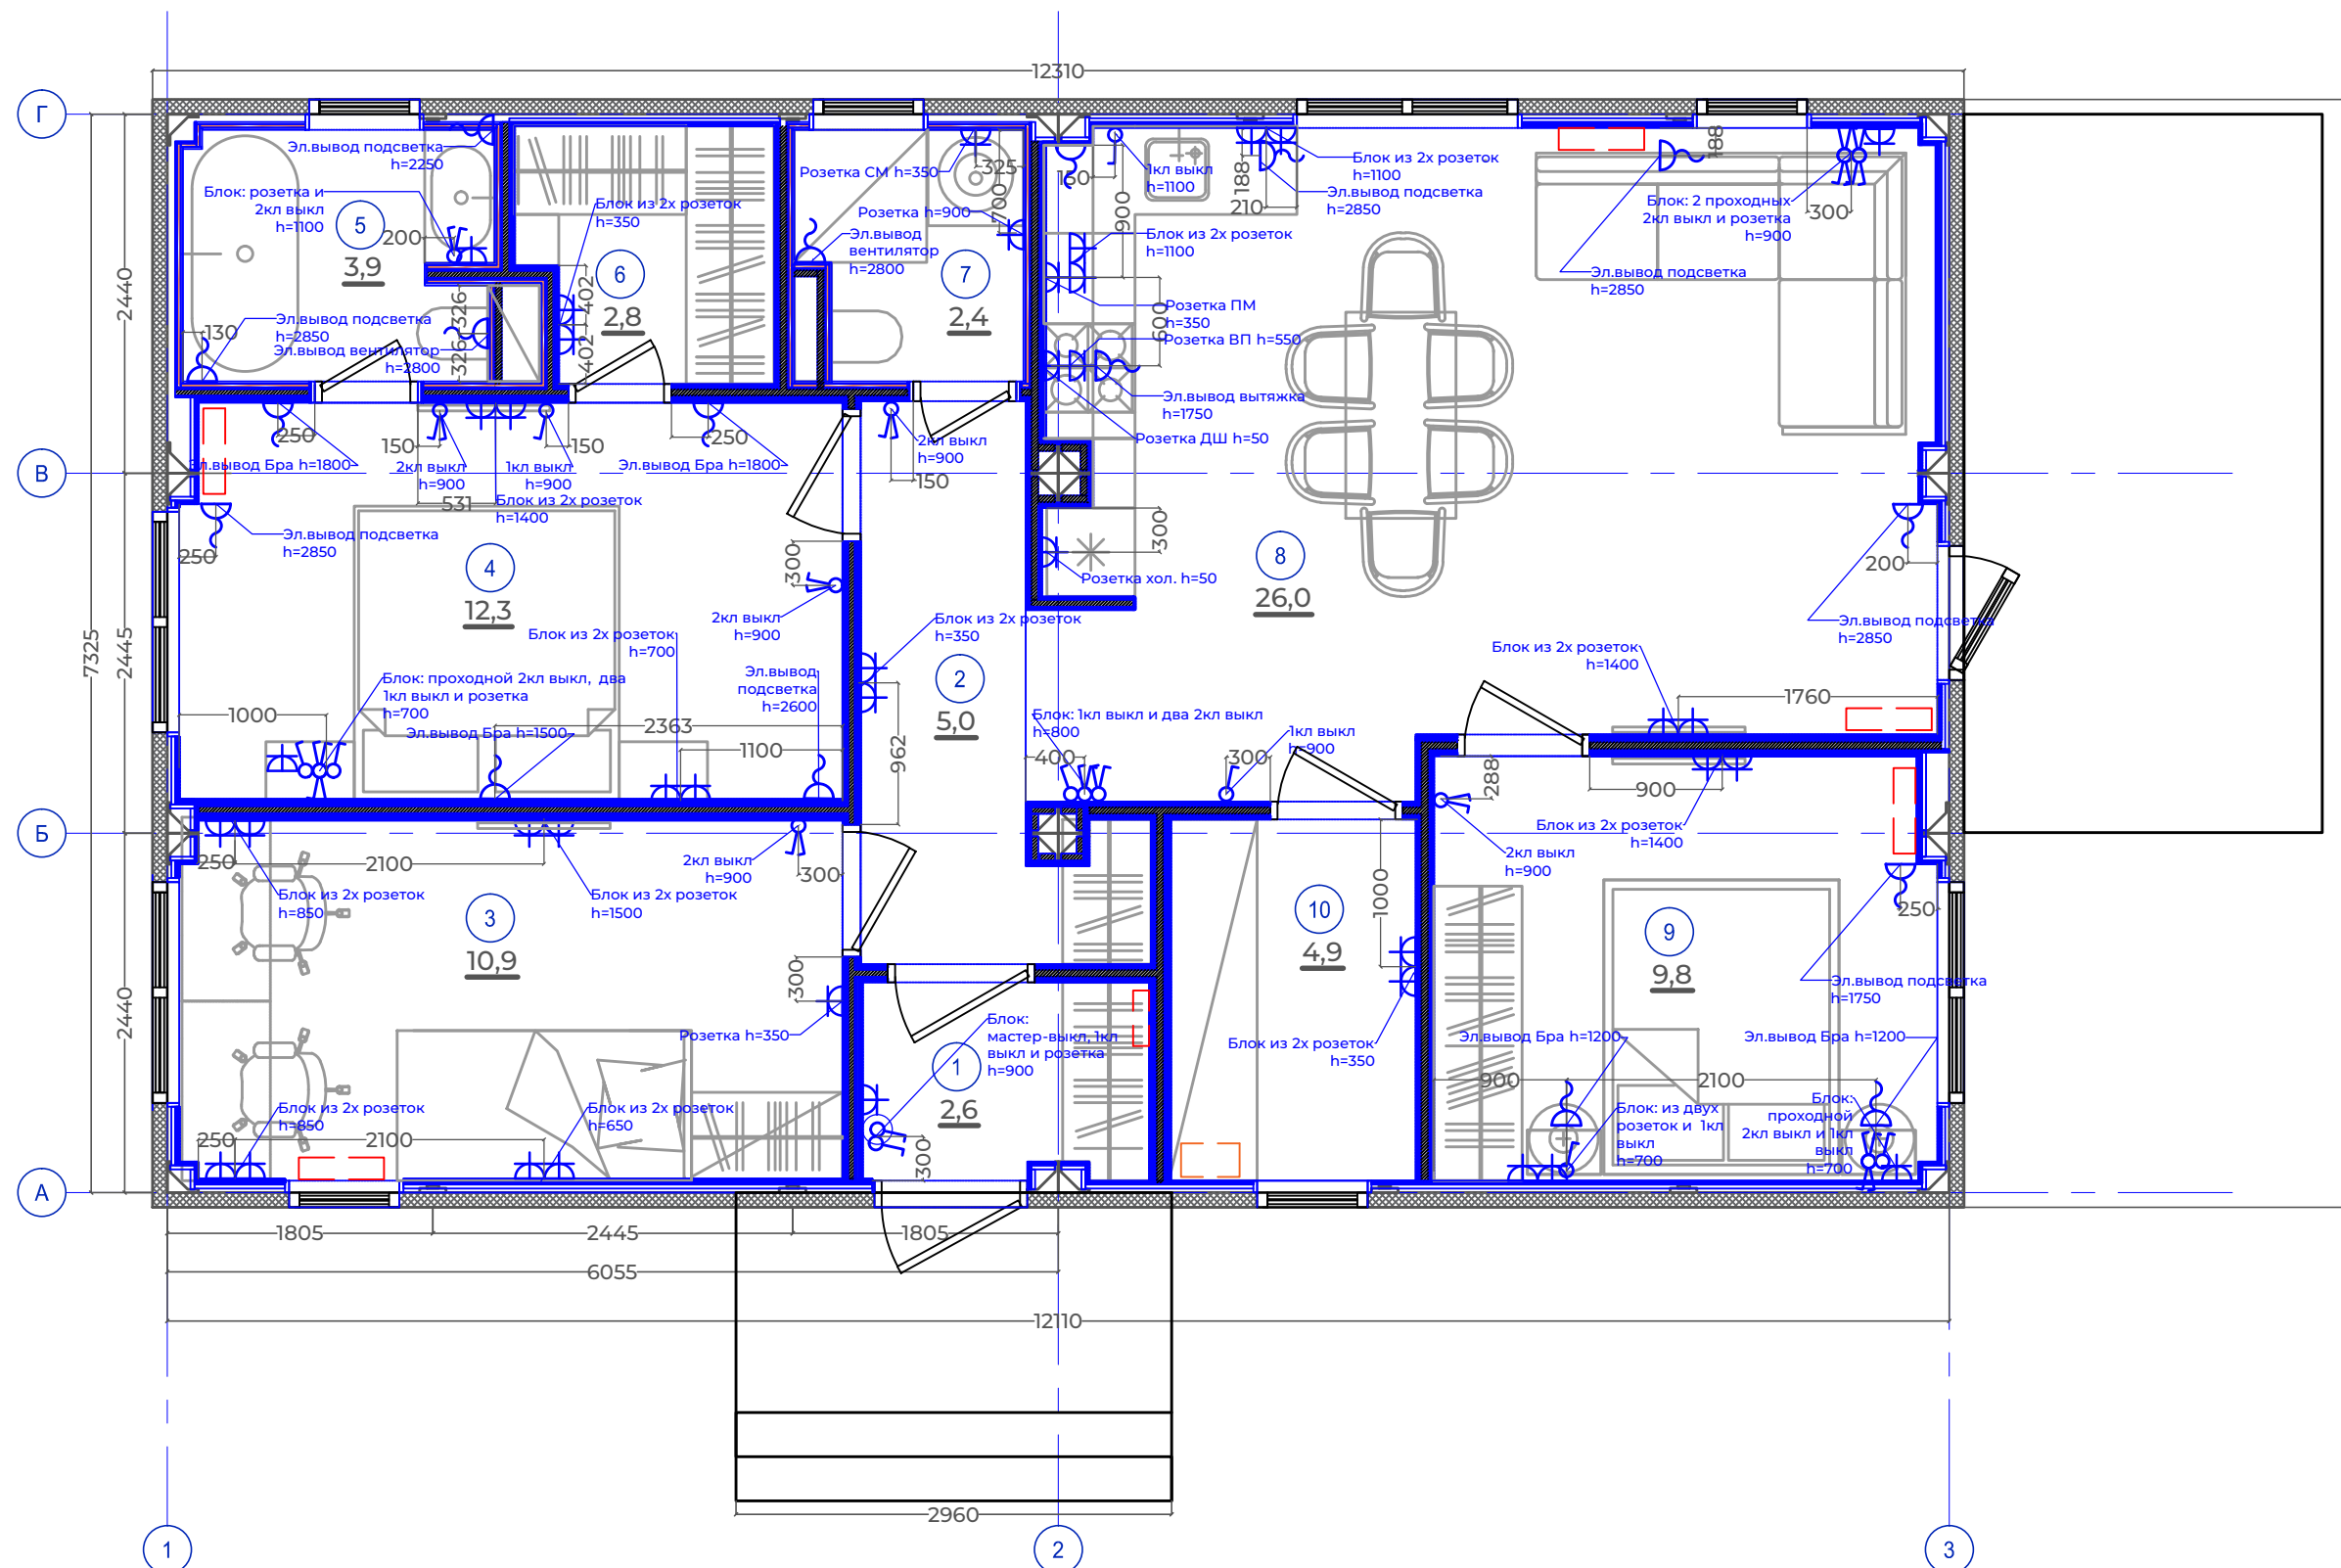 12310
Г
Эл.вывод подсветка
h=2250
Блок: розетка и
2кл выкл
h=1100
5
3,9
200
Блок из 2х розеток
h=350
6
2,8
402
402
326
326
130
Эл.вывод подсветка
h=2850
Эл.вывод вентилятор
h=2800
Розетка СМ h=350
325
700
Розетка h=900
Эл.вывод
вентилятор
h=2800
7
2,4
150
1кл выкл
h=1100
900
188
210
Блок из 2х розеток
h=1100
Эл.вывод подсветка
h=2850
Блок из 2х розеток
h=1100
188
Блок: 2 проходных
2кл выкл и розетка
h=900
300
Эл.вывод подсветка
h=2850
Розетка ПМ
h=350
600
Розетка ВП h=550
Эл.вывод вытяжка
h=1750
Розетка ДШ h=50
2440
250
Эл.вывод Бра h=1800
150
2кл выкл
h=900
150
1кл выкл
h=900
531
Блок из 2х розеток
h=1400
250
Эл.вывод Бра h=1800
2кл выкл
h=900
150
В
Эл.вывод подсветка
h=2850
250
4
12,3
300
2кл выкл
h=900
300
Розетка хол. h=50
8
26,0
200
Эл.вывод подсветка
h=2850
7325
2445
Блок из 2х розеток
h=700
Блок из 2х розеток
h=350
Эл.вывод
подсветка
h=2600
2
5,0
Блок: проходной 2кл выкл, два
1кл выкл и розетка
h=700
1000
Эл.вывод Бра h=1500
2363
1100
962
Блок: 1кл выкл и два 2кл выкл
h=800
400
300
1кл выкл
h=900
Блок из 2х розеток
h=1400
1760
288
900
Б
250
2100
Блок из 2х розеток
h=850
Блок из 2х розеток
h=1500
2кл выкл
h=900
300
3
10,9
300
Розетка h=350
1000
10
4,9
Блок из 2х розеток
h=350
Блок из 2х розеток
h=1400
2кл выкл
h=900
9
9,8
250
Эл.вывод подсветка
h=1750
2440
Блок:
мастер-выкл, 1кл
выкл и розетка
h=900
1
2,6
300
Эл.вывод Бра h=1200
Эл.вывод Бра h=1200
900
2100
Блок: из двух
розеток и 1кл
выкл
h=700
Блок:
проходной
2кл выкл и 1кл
выкл
h=700
Блок из 2х розеток
h=850
Блок из 2х розеток
h=650
250
2100
А
1805
2445
1805
6055
12110
2960
1
2
3